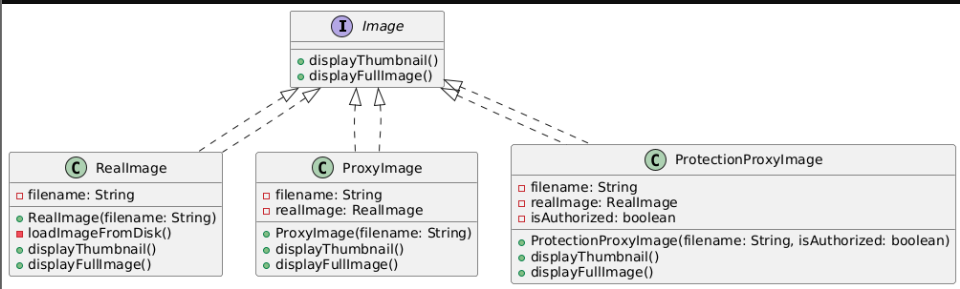 I Image
displayThumbnail()
displayFullImage()
C RealImage
filename: String
RealImage(filename: String)
loadImageFromDisk()
displayThumbnail()
displayFullImage()
C ProxyImage
filename: String
realImage: RealImage
ProxyImage(filename: String)
displayThumbnail()
displayFullImage()
C ProtectionProxyImage
filename: String
realImage: RealImage
isAuthorized: boolean
ProtectionProxyImage(filename: String, isAuthorized: boolean)
displayThumbnail()
displayFullImage()